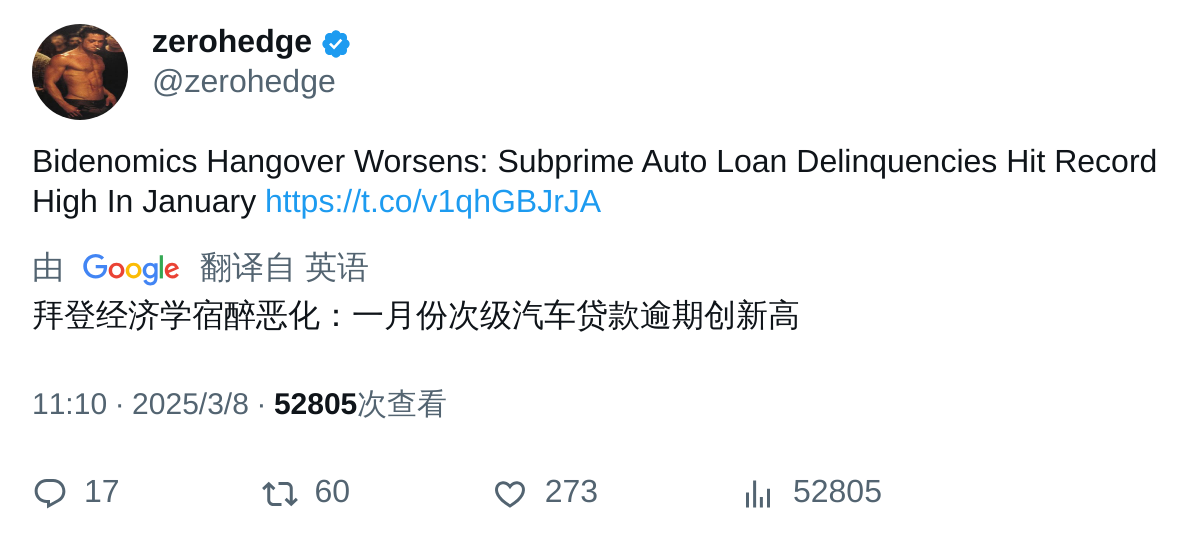 zerohedge
@zerohedge
Bidenomics Hangover Worsens: Subprime Auto Loan Delinquencies Hit Record
High In January https://t.co/v1qhGBJrJA
由 Google 翻译自 英语
拜登经济学宿醉恶化：一月份次级汽车贷款逾期创新高
11:10 · 2025/3/8 · 52805次查看
17 60 273 52805